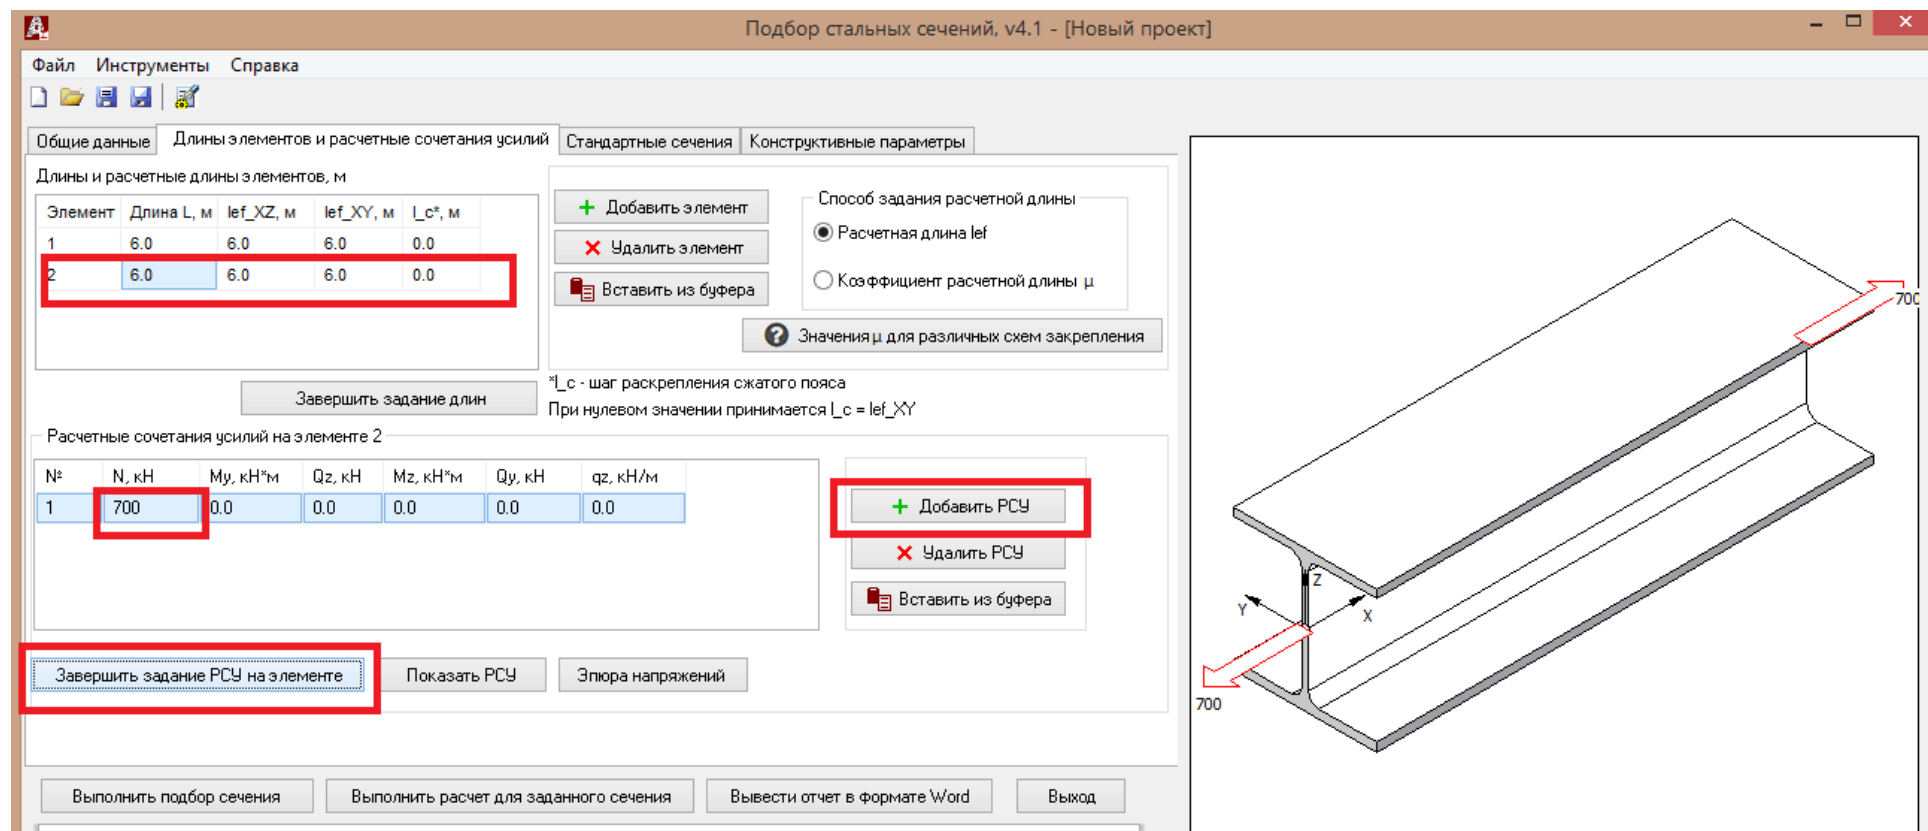 Подбор стальных сечений, v4.1 - [Новый проект]
Файл Инструменты Справка
Общие данные Длины элементов и расчетные сочетания усилий Стандартные сечения Конструктивные параметры
Длины и расчетные длины элементов, м
Элемент Длина L, м lef_XZ, м lef_XY, м l_c*, м
1 6.0 6.0 6.0 0.0
2 6.0 6.0 6.0 0.0
Добавить элемент
Удалить элемент
Вставить из буфера
Способ задания расчетной длины
Расчетная длина lef
Коэффициент расчетной длины μ
Значения μ для различных схем закрепления
Завершить задание длин
*l_c - шаг раскрепления сжатого пояса
При нулевом значении принимается l_c = lef_XY
Расчетные сочетания усилий на элементе 2
№ N, кН My, кН*м Qz, кН Mz, кН*м Qy, кН qz, кН/м
1 700 0.0 0.0 0.0 0.0 0.0
Добавить РСУ
Удалить РСУ
Вставить из буфера
Завершить задание РСУ на элементе Показать РСУ Эпюра напряжений
Выполнить подбор сечения Выполнить расчет для заданного сечения Вывести отчет в формате Word Выход
700
Z
Y
X
700